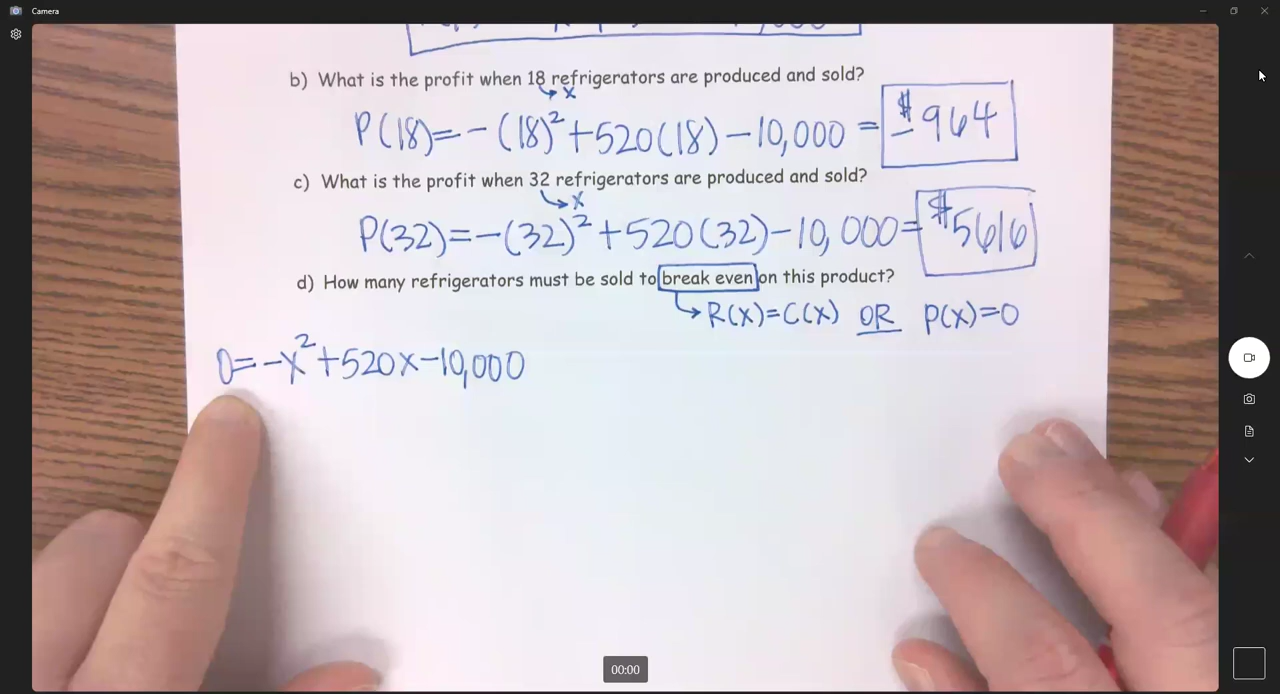 Camera
b) What is the profit when 18 refrigerators are produced and sold?
x
P(18)=-(18)²+520(18)-10,000=
$
-964
c) What is the profit when 32 refrigerators are produced and sold?
x
P(32)=-(32)²+520(32)-10,000=
$5616
d) How many refrigerators must be sold to break even on this product?
R(x)=C(x) OR P(x)=0
0=-x²+520x-10,000
00:00